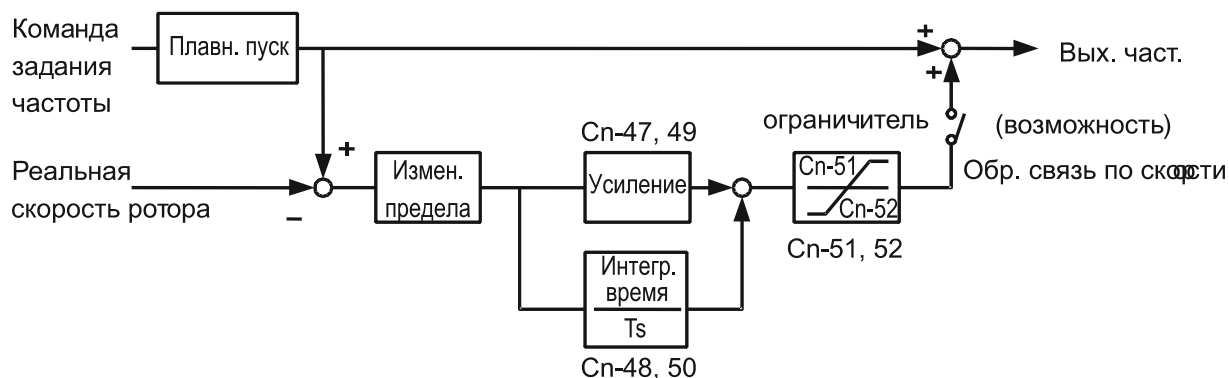 Команда
задания
частоты
Плавн. пуск
+
+
Вых. част.
Реальная
скорость ротора
+
−
Измен.
предела
Cn-47, 49
Усиление
Интегр.
время
Ts
Cn-48, 50
ограничитель
Cn-51
Cn-52
Cn-51, 52
(возможность)
Обр. связь по скорости